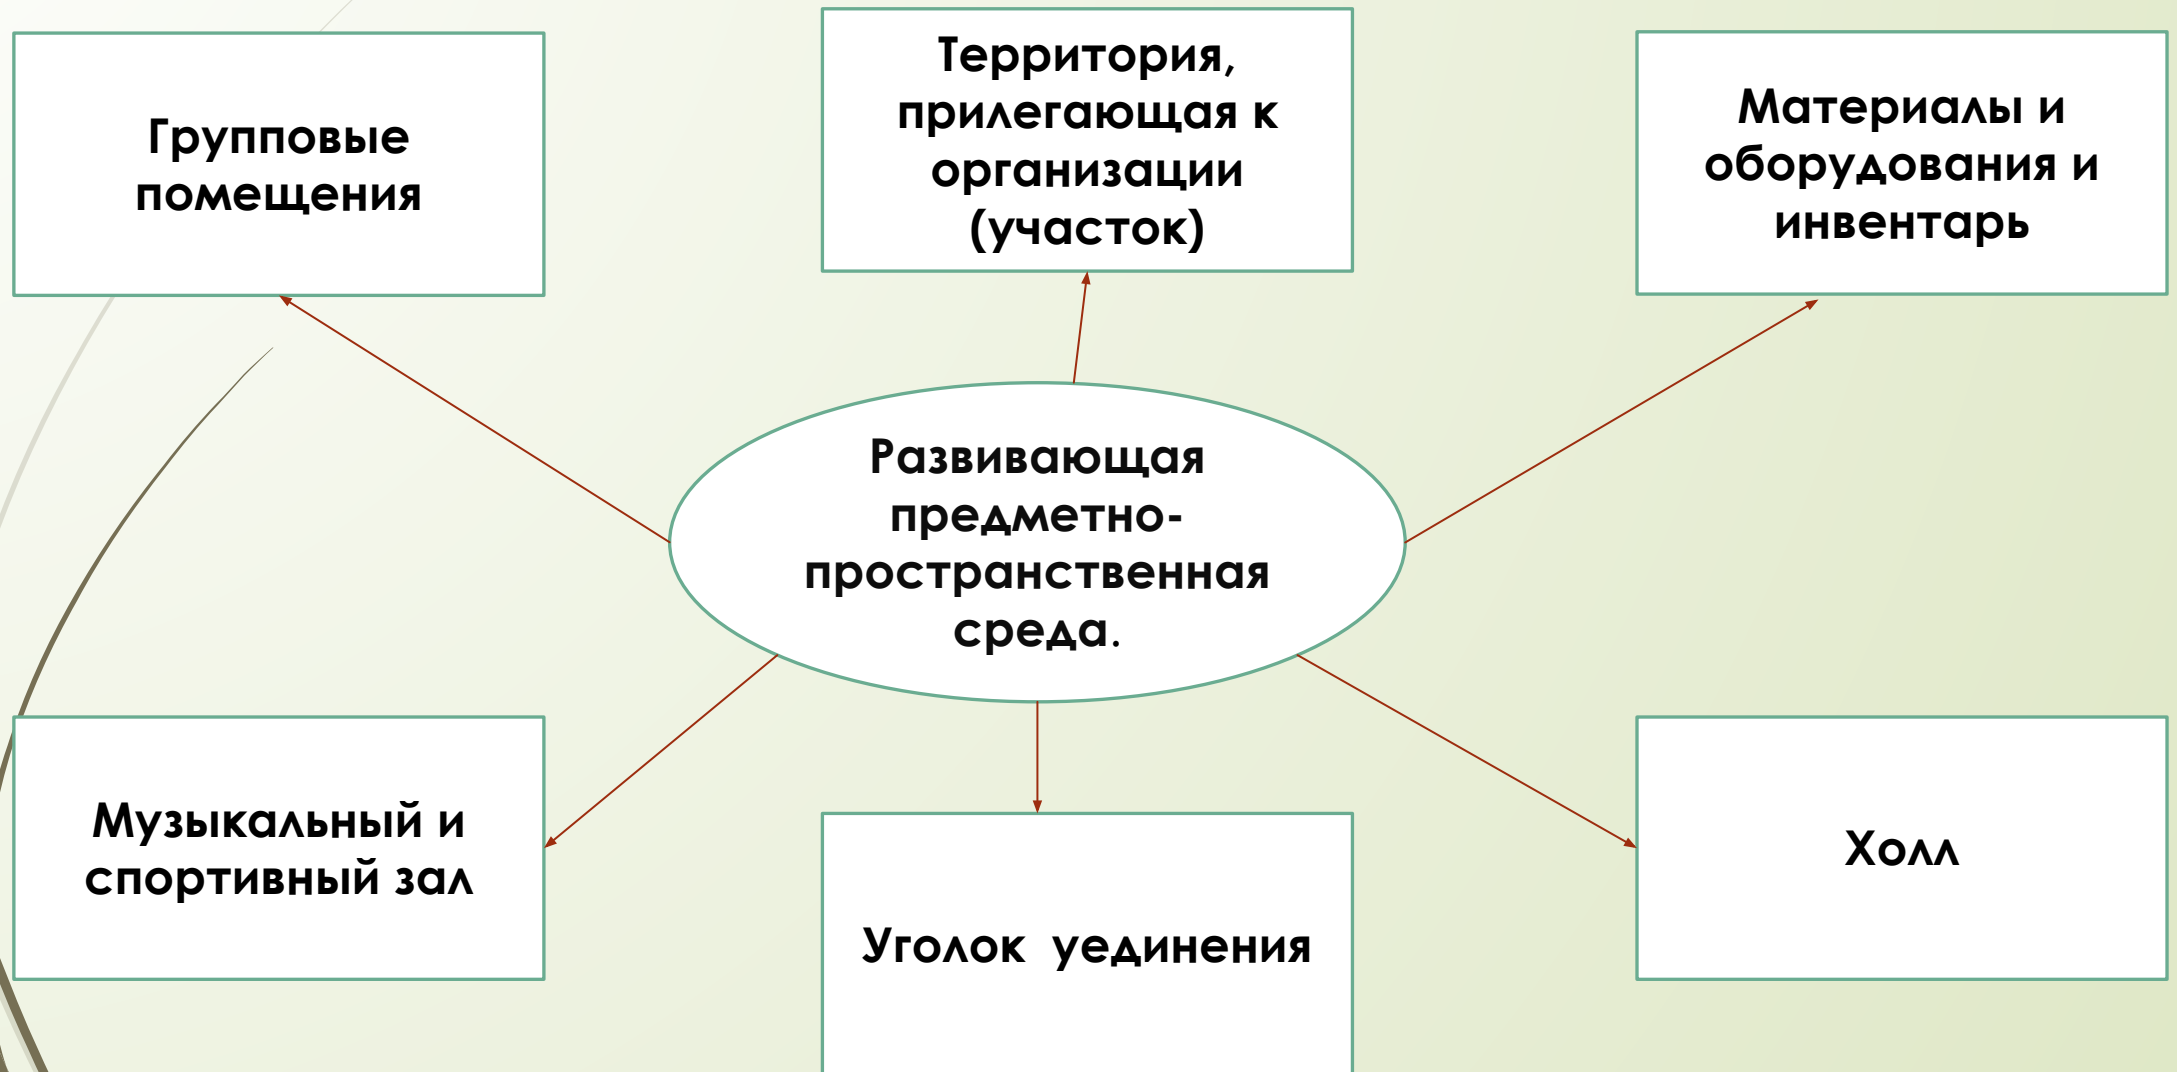 Групповые
помещения
Территория,
прилегающая к
организации
(участок)
Материалы и
оборудования и
инвентарь
Развивающая
предметно-
пространственная
среда.
Музыкальный и
спортивный зал
Уголок  уединения
Холл